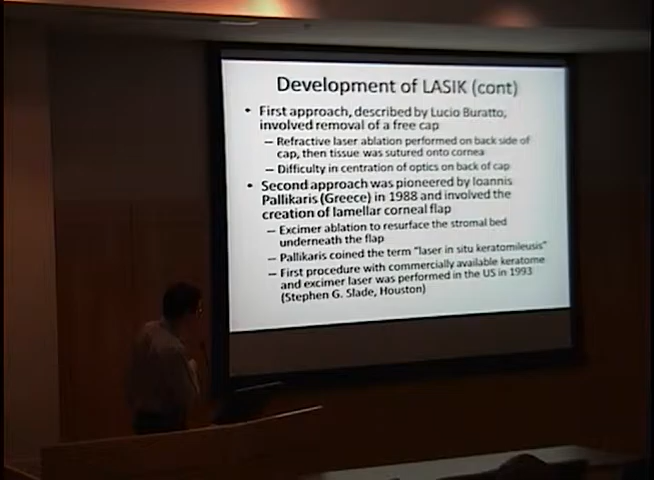 Development of LASIK (cont)
• First approach, described by Lucio Buratto,
involved removal of a free cap
– Refractive laser ablation performed on back side of
cap, then tissue was sutured onto cornea
– Difficulty in centration of optics on back of cap
• Second approach was pioneered by Ioannis
Pallikaris (Greece) in 1988 and involved the
creation of lamellar corneal flap
– Excimer ablation to resurface the stromal bed
underneath the flap
– Pallikaris coined the term "laser in situ keratomileusis"
– First procedure with commercially available keratome
and excimer laser was performed in the US in 1993
(Stephen G. Slade, Houston)